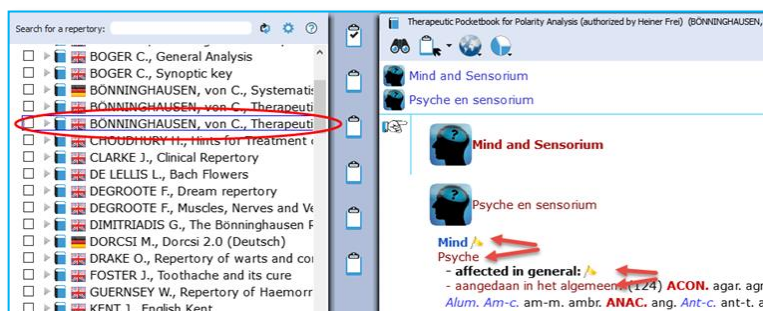 Search for a repertory:
BOGER C., General Analysis
BOGER C., Synoptic key
BÖNNINGHAUSEN, von C., Systematis
BÖNNINGHAUSEN, von C., Therapeuti
BÖNNINGHAUSEN, von C., Therapeuti
CHOUDHURY H., Hints for Treatment
CLARKE J., Clinical Repertory
DE LELLIS L., Bach Flowers
DEGROOTE F., Dream repertory
DEGROOTE F., Muscles, Nerves and Ve
DIMITRIADIS G., The Bönninghausen
DORCSI M., Dorcsi 2.0 (Deutsch)
DRAKE O., Repertory of warts and co
FOSTER J., Toothache and its cure
GUERNSEY W., Repertory of Haemorr
KENT J., English Kent
Therapeutic Pocketbook for Polarity Analysis (authorized by Heiner Frei) (BÖNNINGHAUSEN,
Mind and Sensorium
Psyche en sensorium
Mind and Sensorium
Psyche en sensorium
Mind
Psyche
- affected in general:
- aangedaan in het algemeen: (124) ACON. agar. agn
Alum. Am-c. am-m. ambr. ANAC. ang. Ant-c. ant-t. a